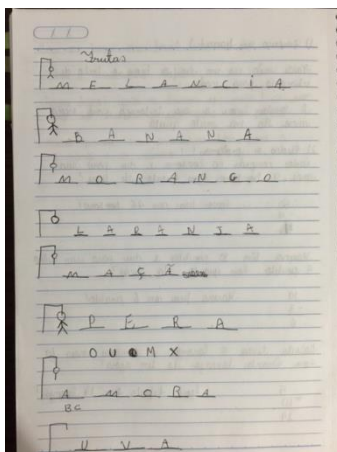 Frutas
M E L A N C I A
B A N A N A
M O R A N G O
L A R A N J A
M A Ç Ã
P E R A
O U M X
A M O R A
B C
U V A